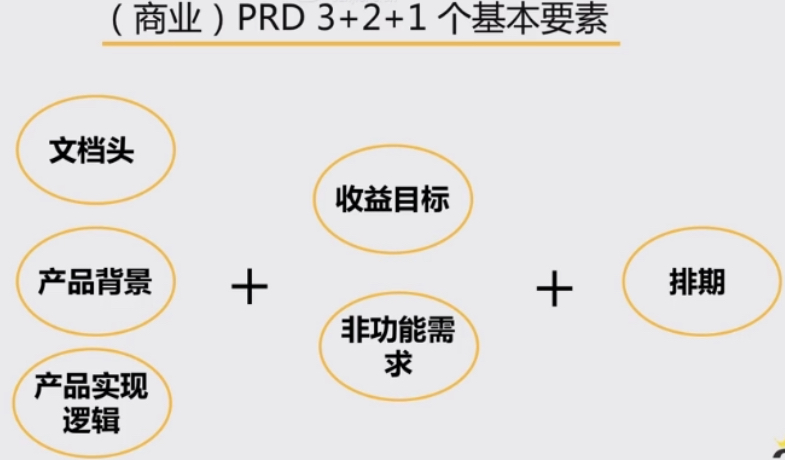 （商业）PRD 3+2+1 个基本要素
文档头
产品背景
产品实现
逻辑
+
收益目标
非功能需
求
+
排期